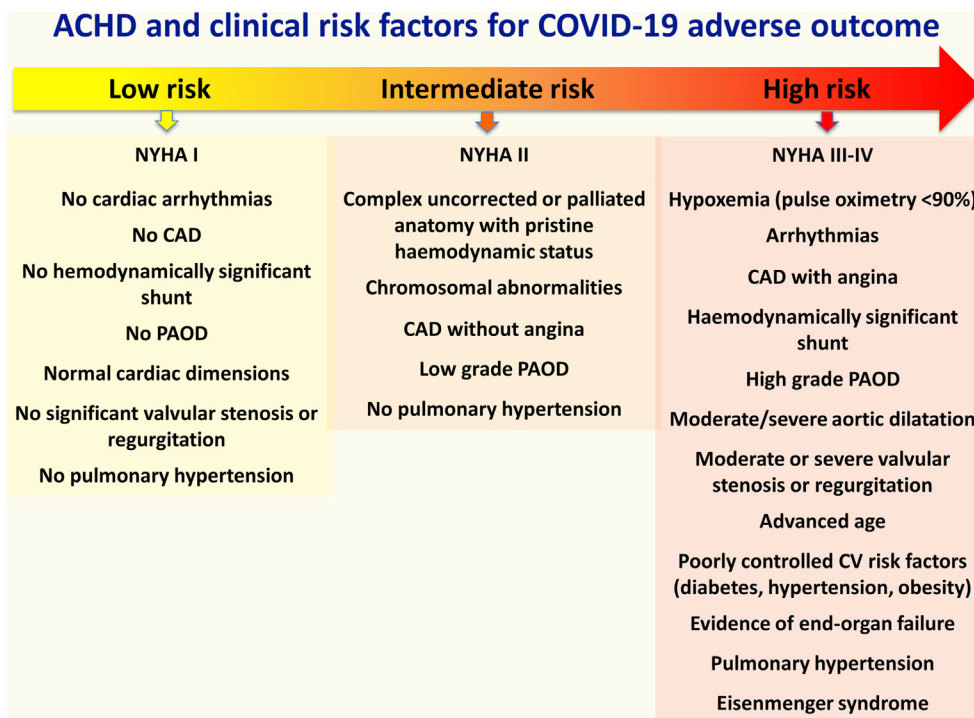 ACHD and clinical risk factors for COVID-19 adverse outcome
Low risk
Intermediate risk
High risk
NYHA I
No cardiac arrhythmias
No CAD
No hemodynamically significant
shunt
No PAOD
Normal cardiac dimensions
No significant valvular stenosis or
regurgitation
No pulmonary hypertension
NYHA II
Complex uncorrected or palliated
anatomy with pristine
haemodynamic status
Chromosomal abnormalities
CAD without angina
Low grade PAOD
No pulmonary hypertension
NYHA III-IV
Hypoxemia (pulse oximetry <90%)
Arrhythmias
CAD with angina
Haemodynamically significant
shunt
High grade PAOD
Moderate/severe aortic dilatation
Moderate or severe valvular
stenosis or regurgitation
Advanced age
Poorly controlled CV risk factors
(diabetes, hypertension, obesity)
Evidence of end-organ failure
Pulmonary hypertension
Eisenmenger syndrome